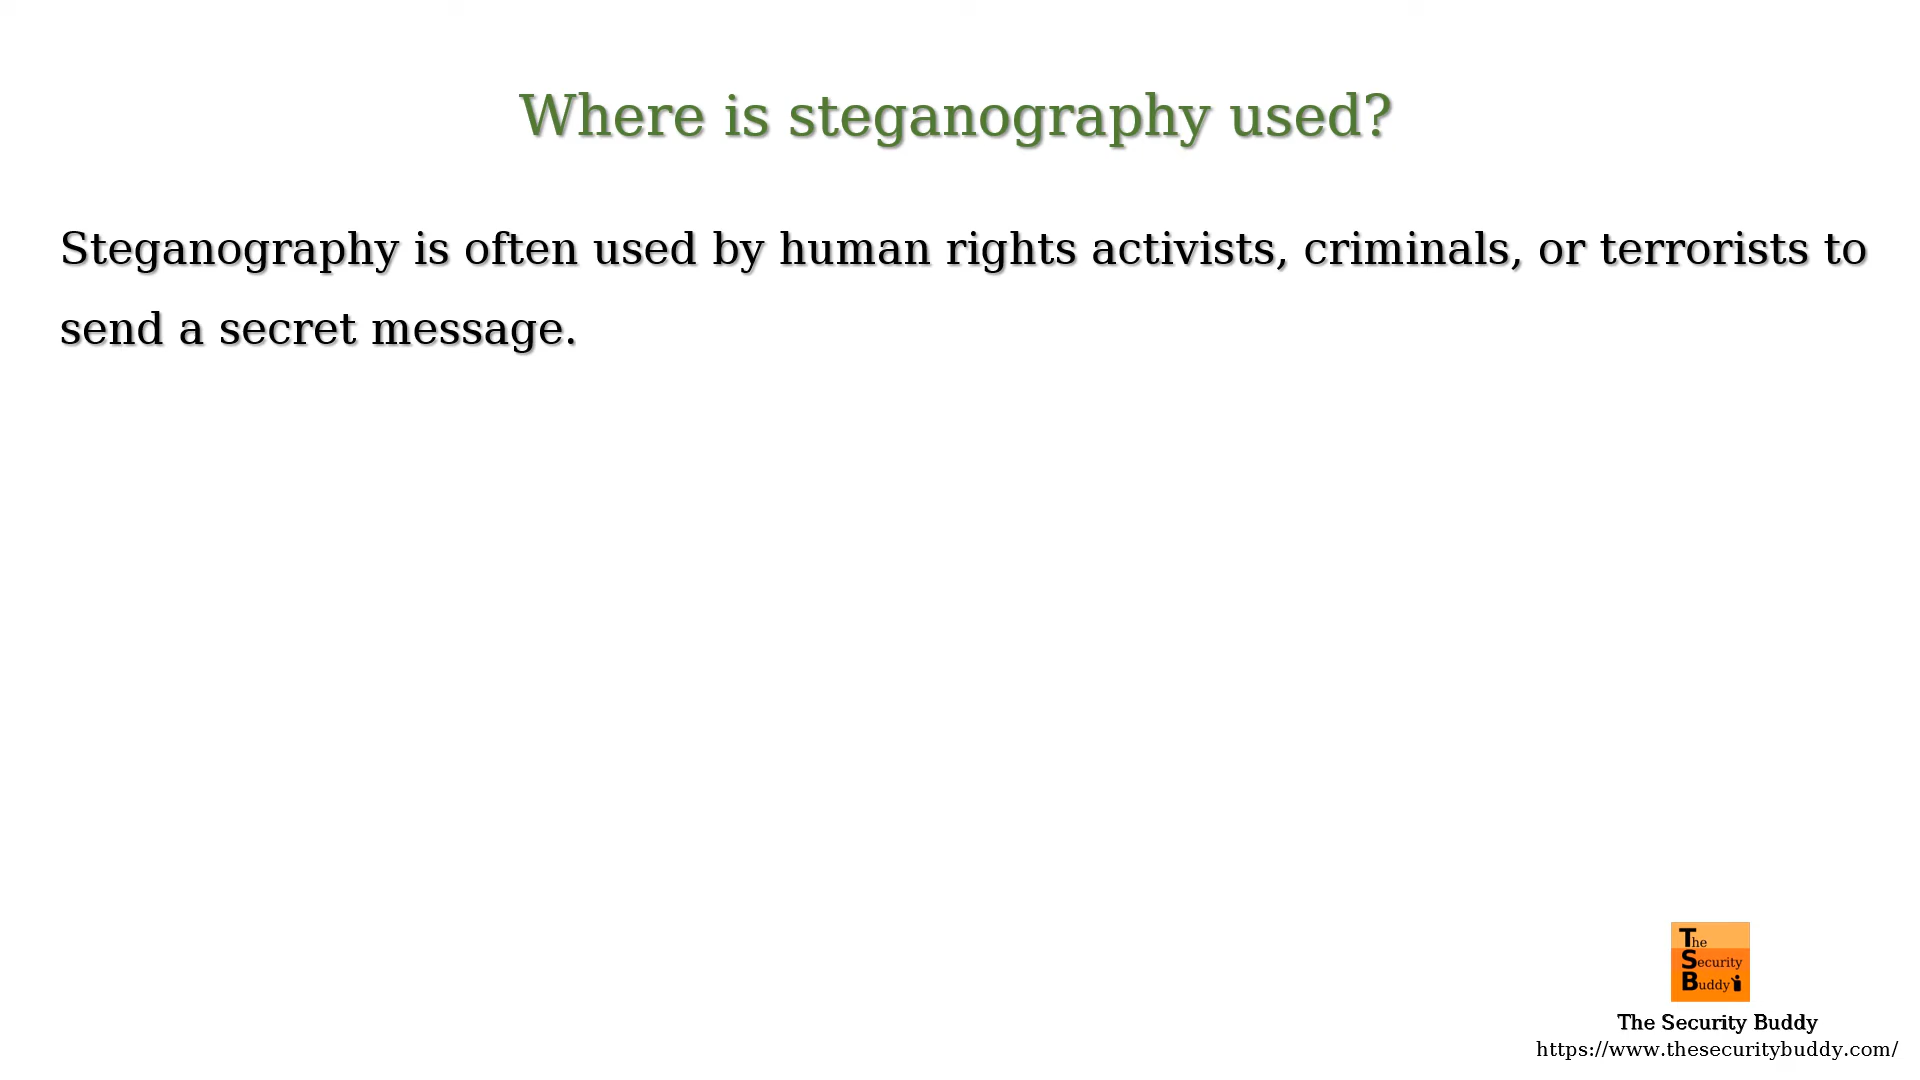 Where is steganography used?
Steganography is often used by human rights activists, criminals, or terrorists to
send a secret message.
The
Security
Buddy
The Security Buddy
https://www.thesecuritybuddy.com/